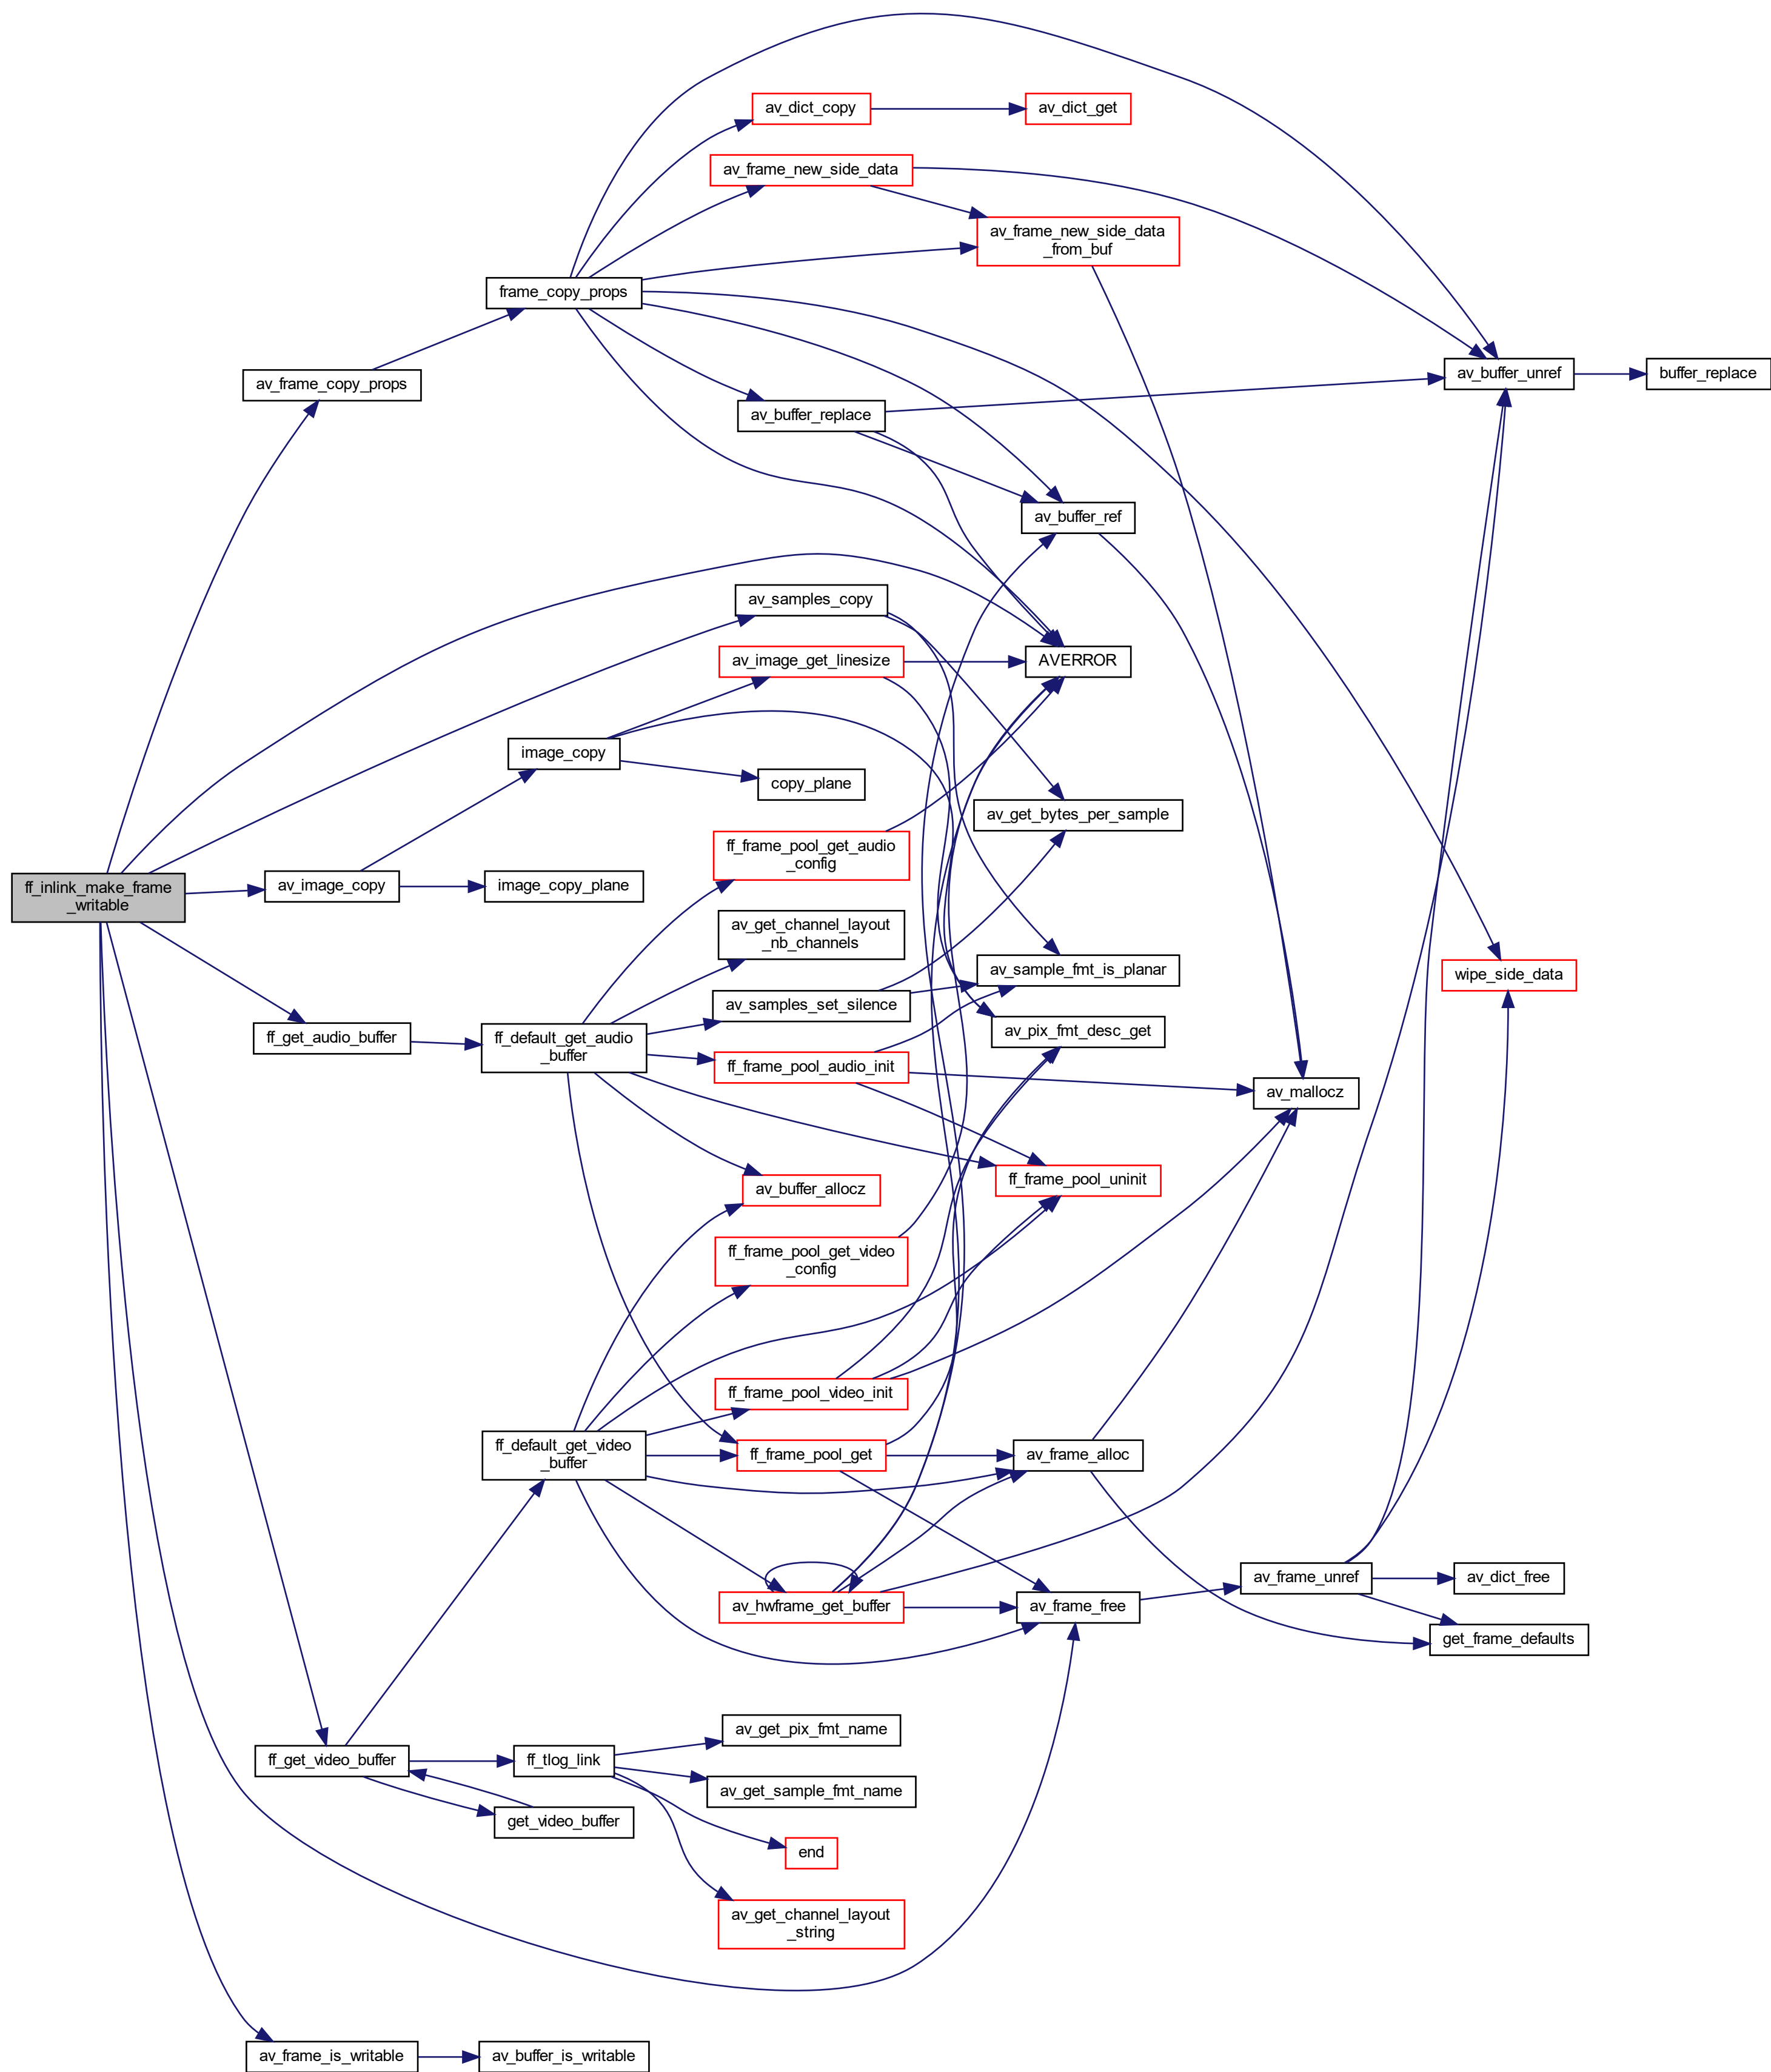 av_dict_copy
av_dict_get
av_frame_new_side_data
av_frame_new_side_data
_from_buf
frame_copy_props
av_buffer_unref
buffer_replace
av_frame_copy_props
av_buffer_replace
av_buffer_ref
av_samples_copy
av_image_get_linesize
AVERROR
image_copy
copy_plane
av_get_bytes_per_sample
ff_frame_pool_get_audio
_config
ff_inlink_make_frame
_writable
av_image_copy
image_copy_plane
av_get_channel_layout
_nb_channels
av_sample_fmt_is_planar
wipe_side_data
av_samples_set_silence
av_pix_fmt_desc_get
ff_get_audio_buffer
ff_default_get_audio
_buffer
ff_frame_pool_audio_init
av_mallocz
av_buffer_allocz
ff_frame_pool_uninit
ff_frame_pool_get_video
_config
ff_frame_pool_video_init
ff_default_get_video
_buffer
ff_frame_pool_get
av_frame_alloc
av_frame_unref
av_dict_free
av_hwframe_get_buffer
av_frame_free
get_frame_defaults
av_get_pix_fmt_name
ff_get_video_buffer
ff_tlog_link
av_get_sample_fmt_name
get_video_buffer
end
av_get_channel_layout
_string
av_frame_is_writable
av_buffer_is_writable